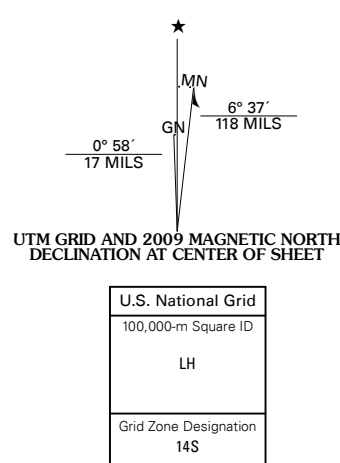 MN
6° 37´
118 MILS
GN
0° 58´
17 MILS
UTM GRID AND 2009 MAGNETIC NORTH
DECLINATION AT CENTER OF SHEET
U.S. National Grid
100,000-m Square ID
LH
Grid Zone Designation
14S